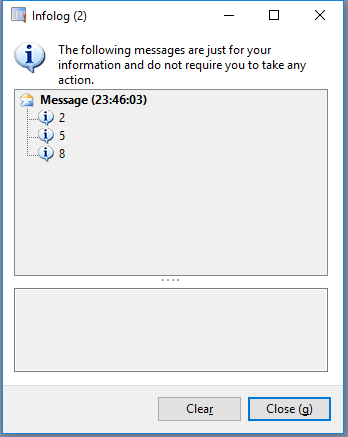 Infolog (2)
The following messages are just for your
information and do not require you to take any
action.
Message (23:46:03)
2
5
8
Clear
Close (g)